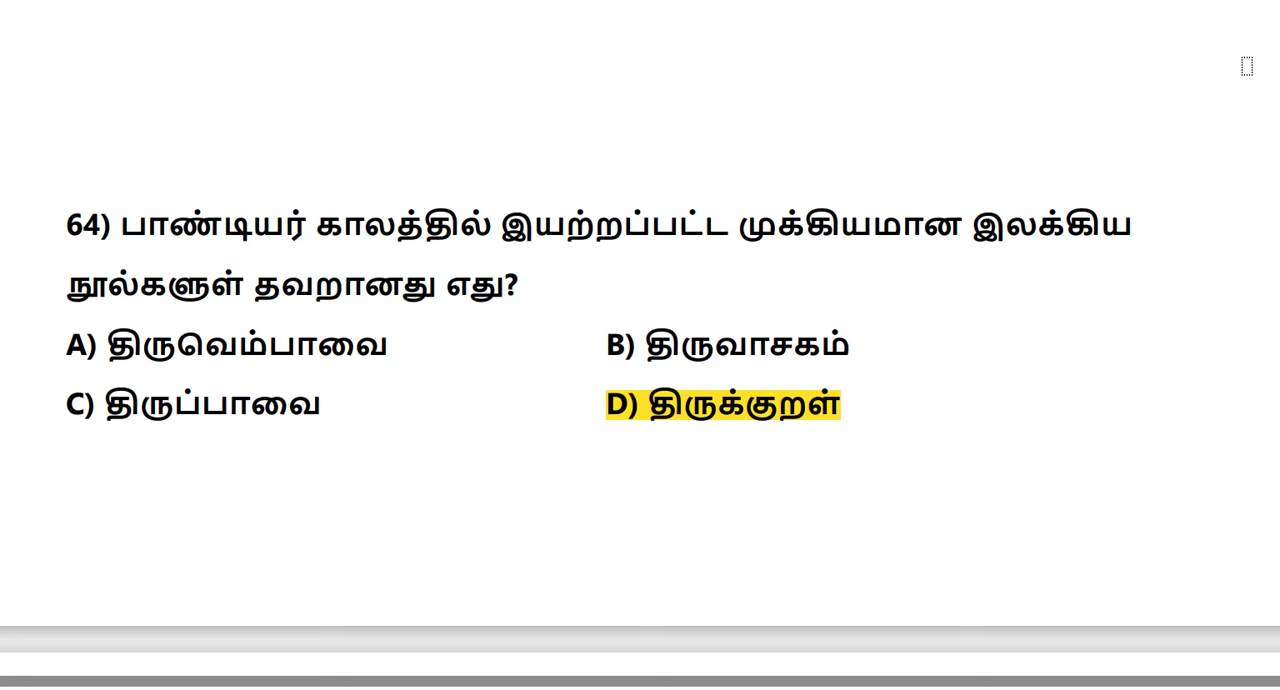 64) பாண்டியர் காலத்தில் இயற்றப்பட்ட முக்கியமான இலக்கிய
நூல்களுள் தவறானது எது?
A) திருவெம்பாவை B) திருவாசகம்
C) திருப்பாவை D) திருக்குறள்